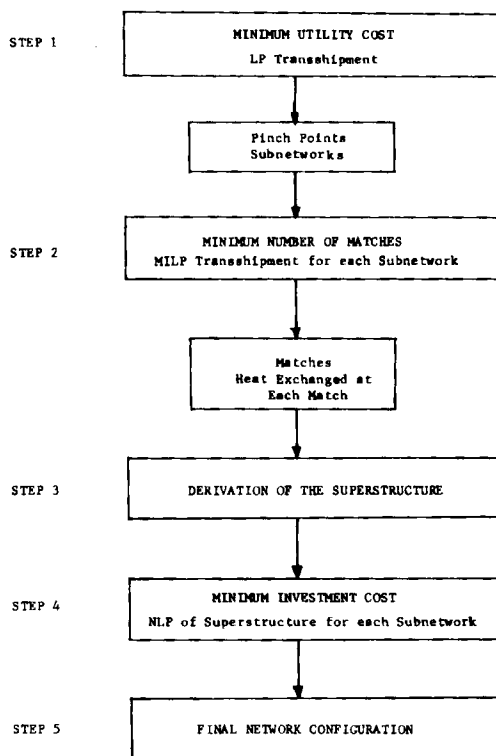 STEP 1
MINIMUM UTILITY COST
LP Transshipment
Pinch Points
Subnetworks
STEP 2
MINIMUM NUMBER OF MATCHES
MILP Transshipment for each Subnetwork
Matches
Heat Exchanged at
Each Match
STEP 3
DERIVATION OF THE SUPERSTRUCTURE
STEP 4
MINIMUM INVESTMENT COST
NLP of Superstructure for each Subnetwork
STEP 5
FINAL NETWORK CONFIGURATION